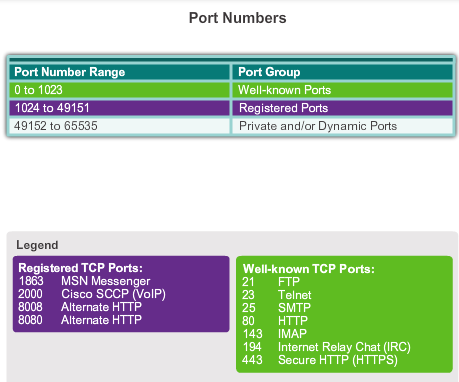 Port Numbers
Port Number Range Port Group
0 to 1023 Well-known Ports
1024 to 49151 Registered Ports
49152 to 65535 Private and/or Dynamic Ports
Legend
Registered TCP Ports:
1863 MSN Messenger
2000 Cisco SCCP (VoIP)
8008 Alternate HTTP
8080 Alternate HTTP
Well-known TCP Ports:
21 FTP
23 Telnet
25 SMTP
80 HTTP
143 IMAP
194 Internet Relay Chat (IRC)
443 Secure HTTP (HTTPS)